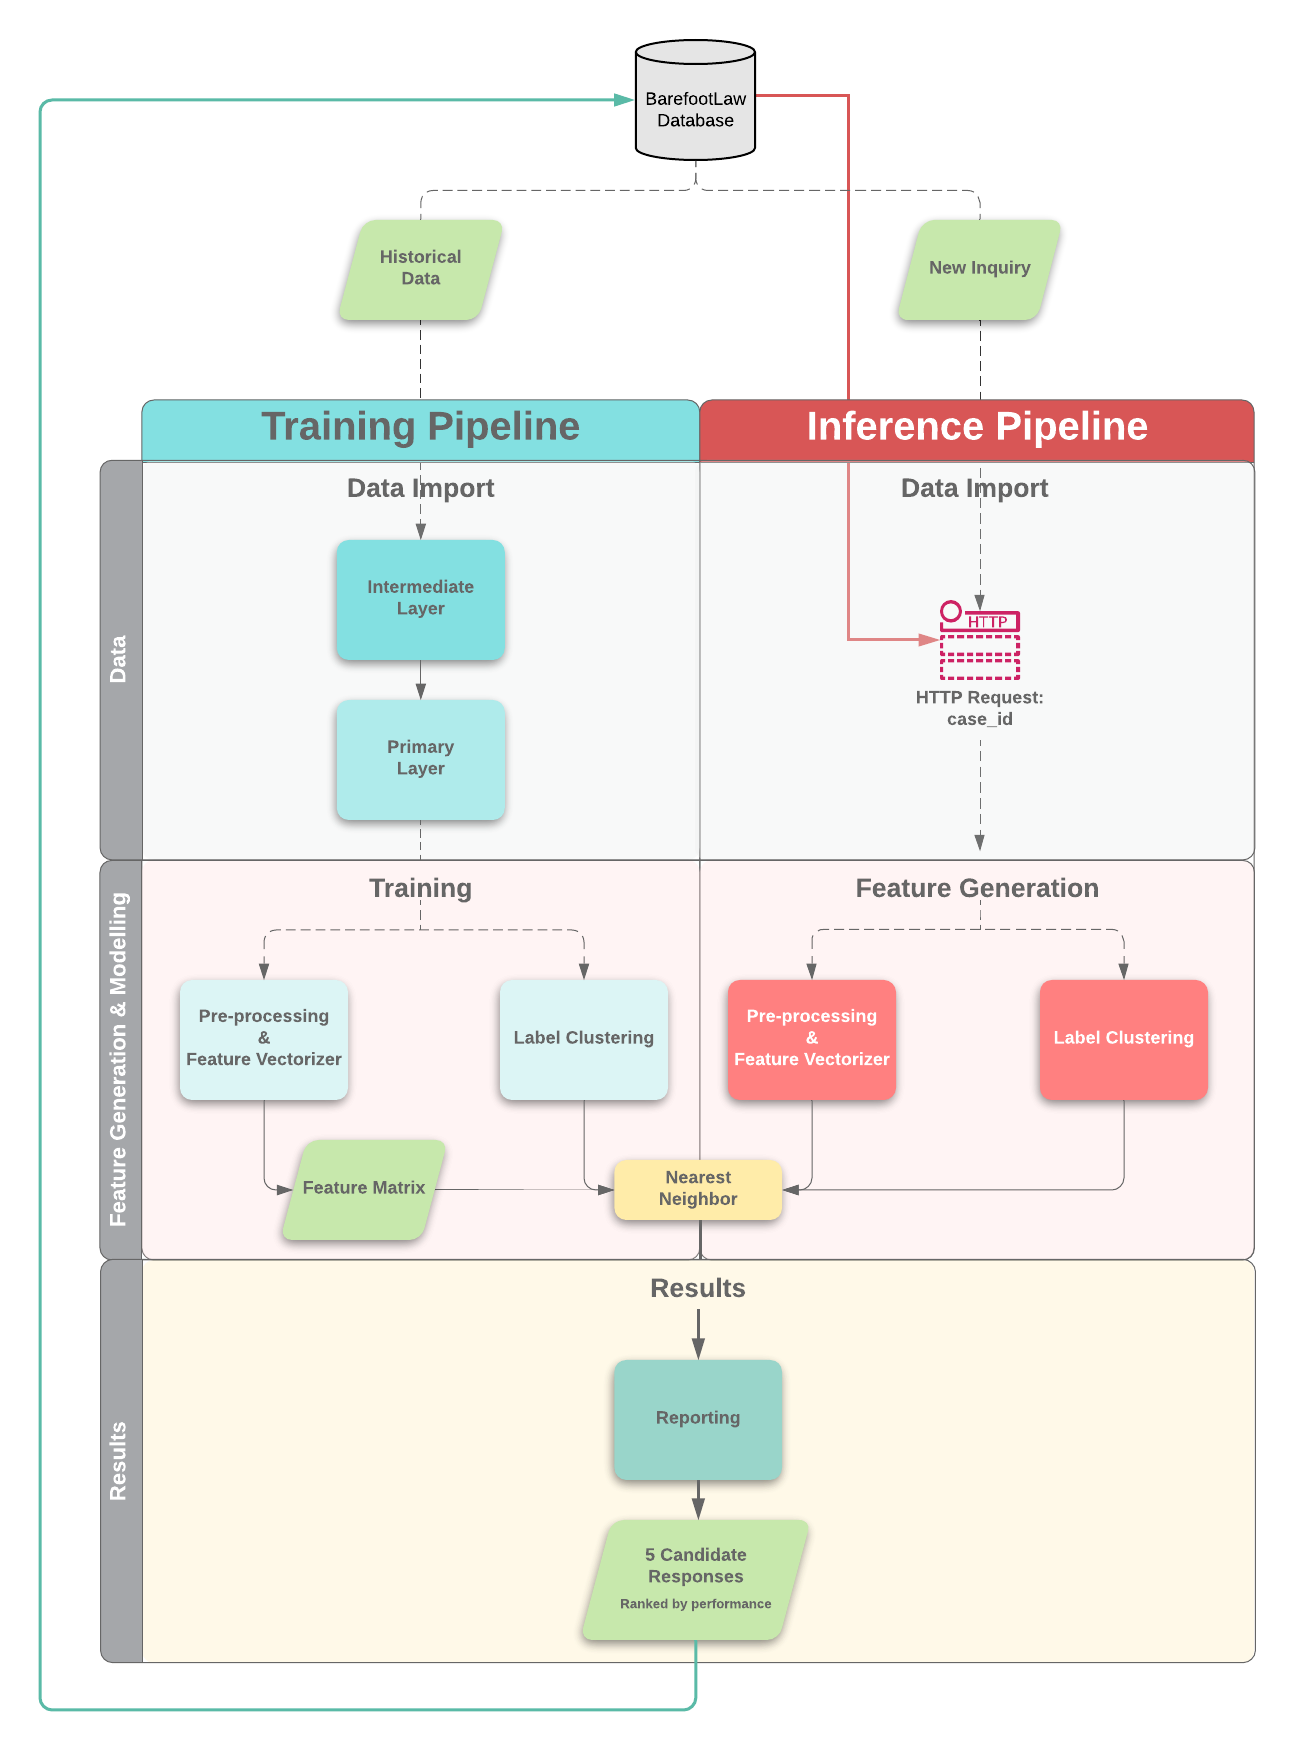 BarefootLaw
Database
Historical
Data
New Inquiry
Training Pipeline
Inference Pipeline
Data
Data Import
Data Import
Intermediate
Layer
HTTP
HTTP Request:
case_id
Primary
Layer
Feature Generation & Modelling
Training
Feature Generation
Pre-processing
&
Feature Vectorizer
Label Clustering
Pre-processing
&
Feature Vectorizer
Label Clustering
Feature Matrix
Nearest
Neighbor
Results
Results
Reporting
5 Candidate
Responses
Ranked by performance